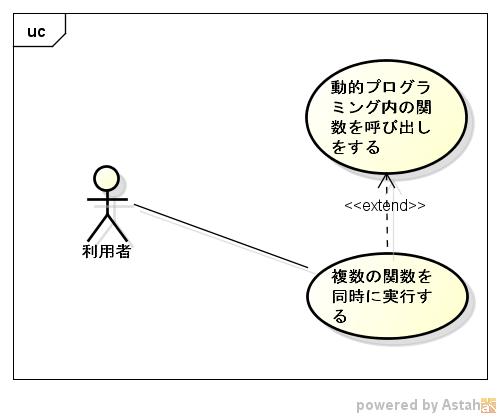 uc
動的プログラ
ミング内の関
数を呼び出し
をする
<<extend>>
利用者
複数の関数を
同時に実行す
る
powered by Astah